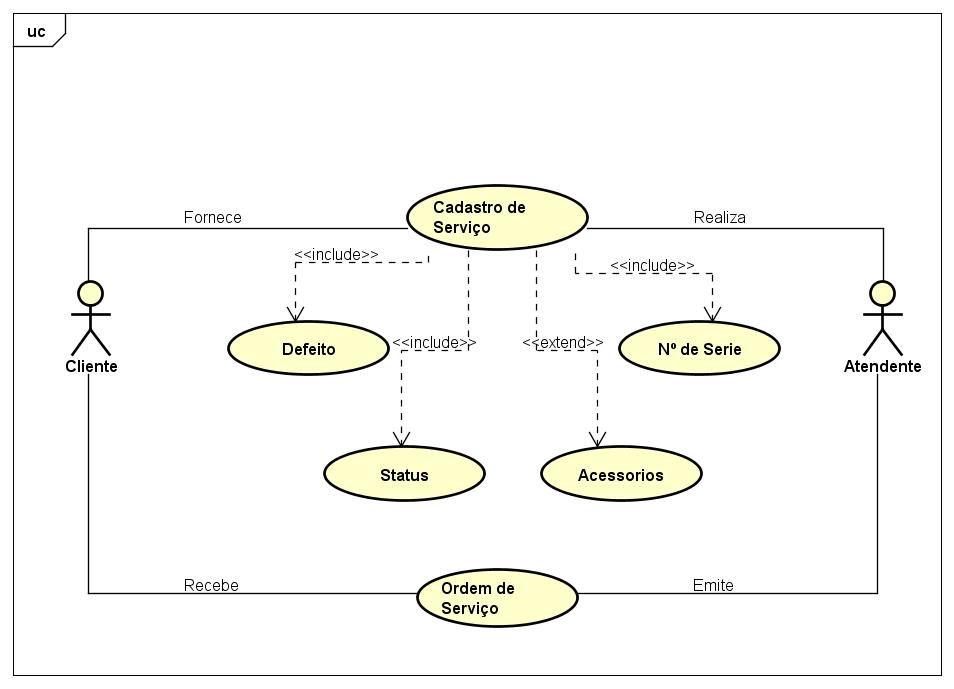 uc
Cadastro de
Serviço
Fornece
Realiza
<<include>>
<<include>>
Defeito
<<include>>
<<extend>>
Nº de Serie
Cliente
Atendente
Status
Acessorios
Recebe
Ordem de
Serviço
Emite